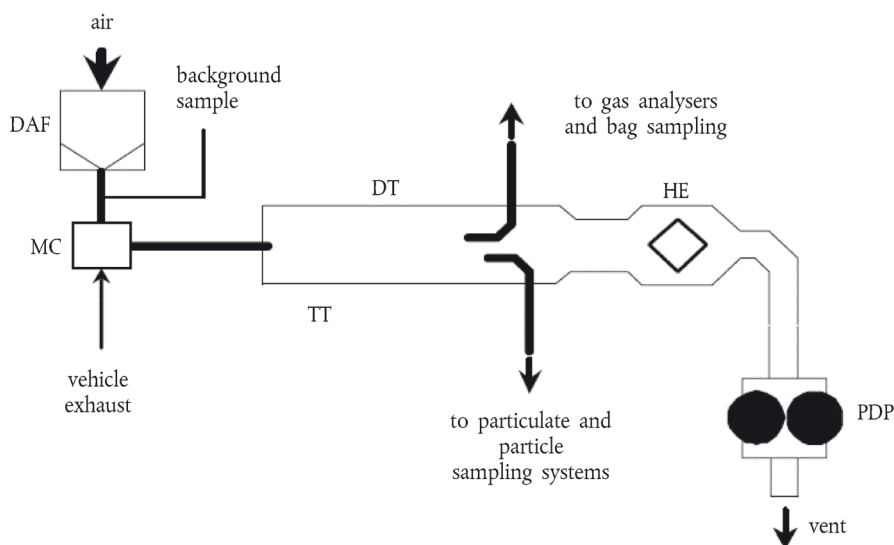 air
background
sample
DAF
to gas analysers
and bag sampling
DT
HE
MC
TT
vehicle
exhaust
to particulate and
particle
sampling systems
PDP
vent